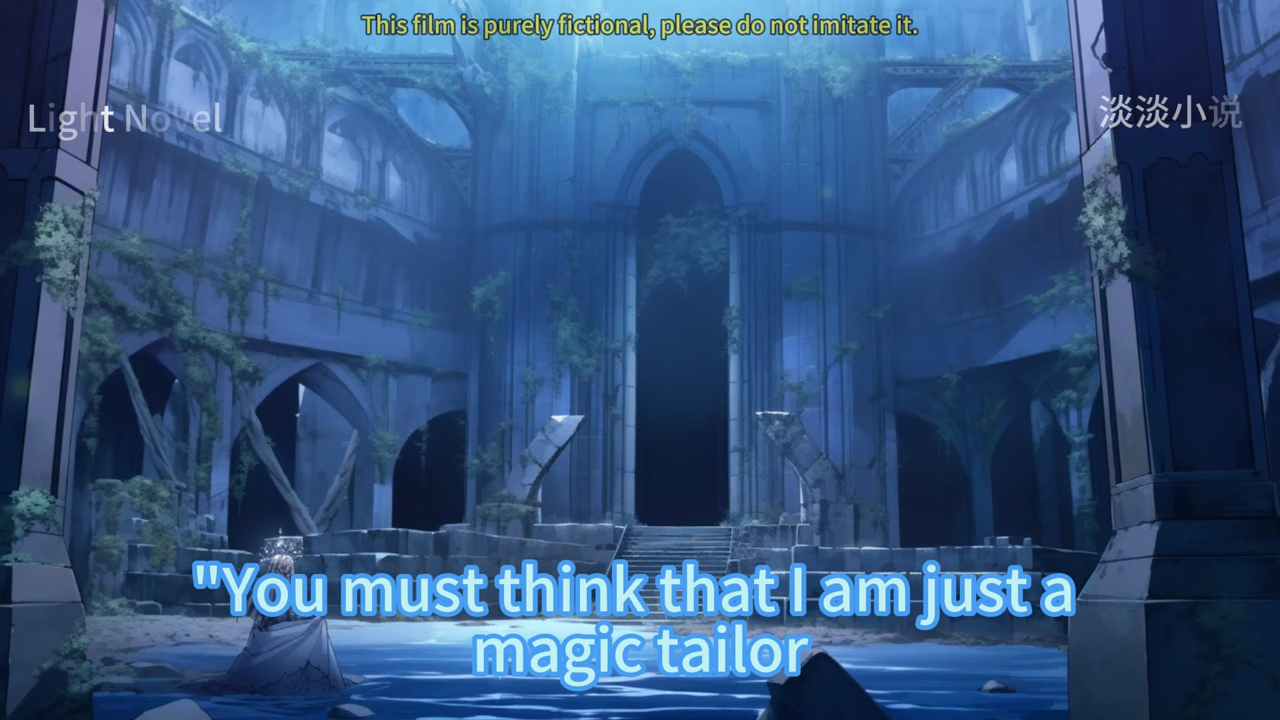 This film is purely fictional, please do not imitate it.
Light Novel
淡淡小说
"You must think that I am just a
magic tailor